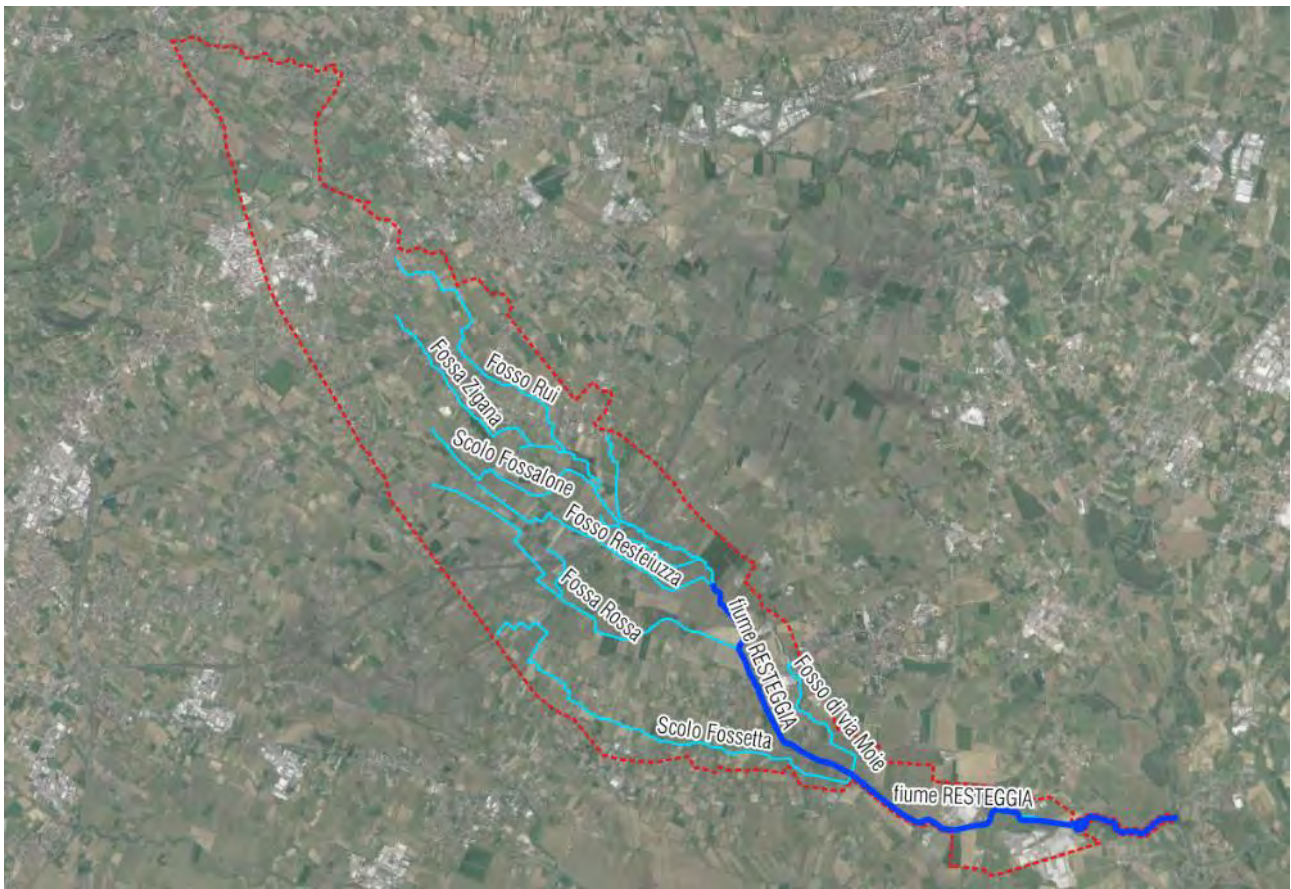 Fosso Rui
Fossa Zigana
Scolo Fossalone
Fosso Resteiuzza
Fossa Rossa
fiume RESTEGGIA
Fosso di via Moie
Scolo Fossetta
fiume RESTEGGIA